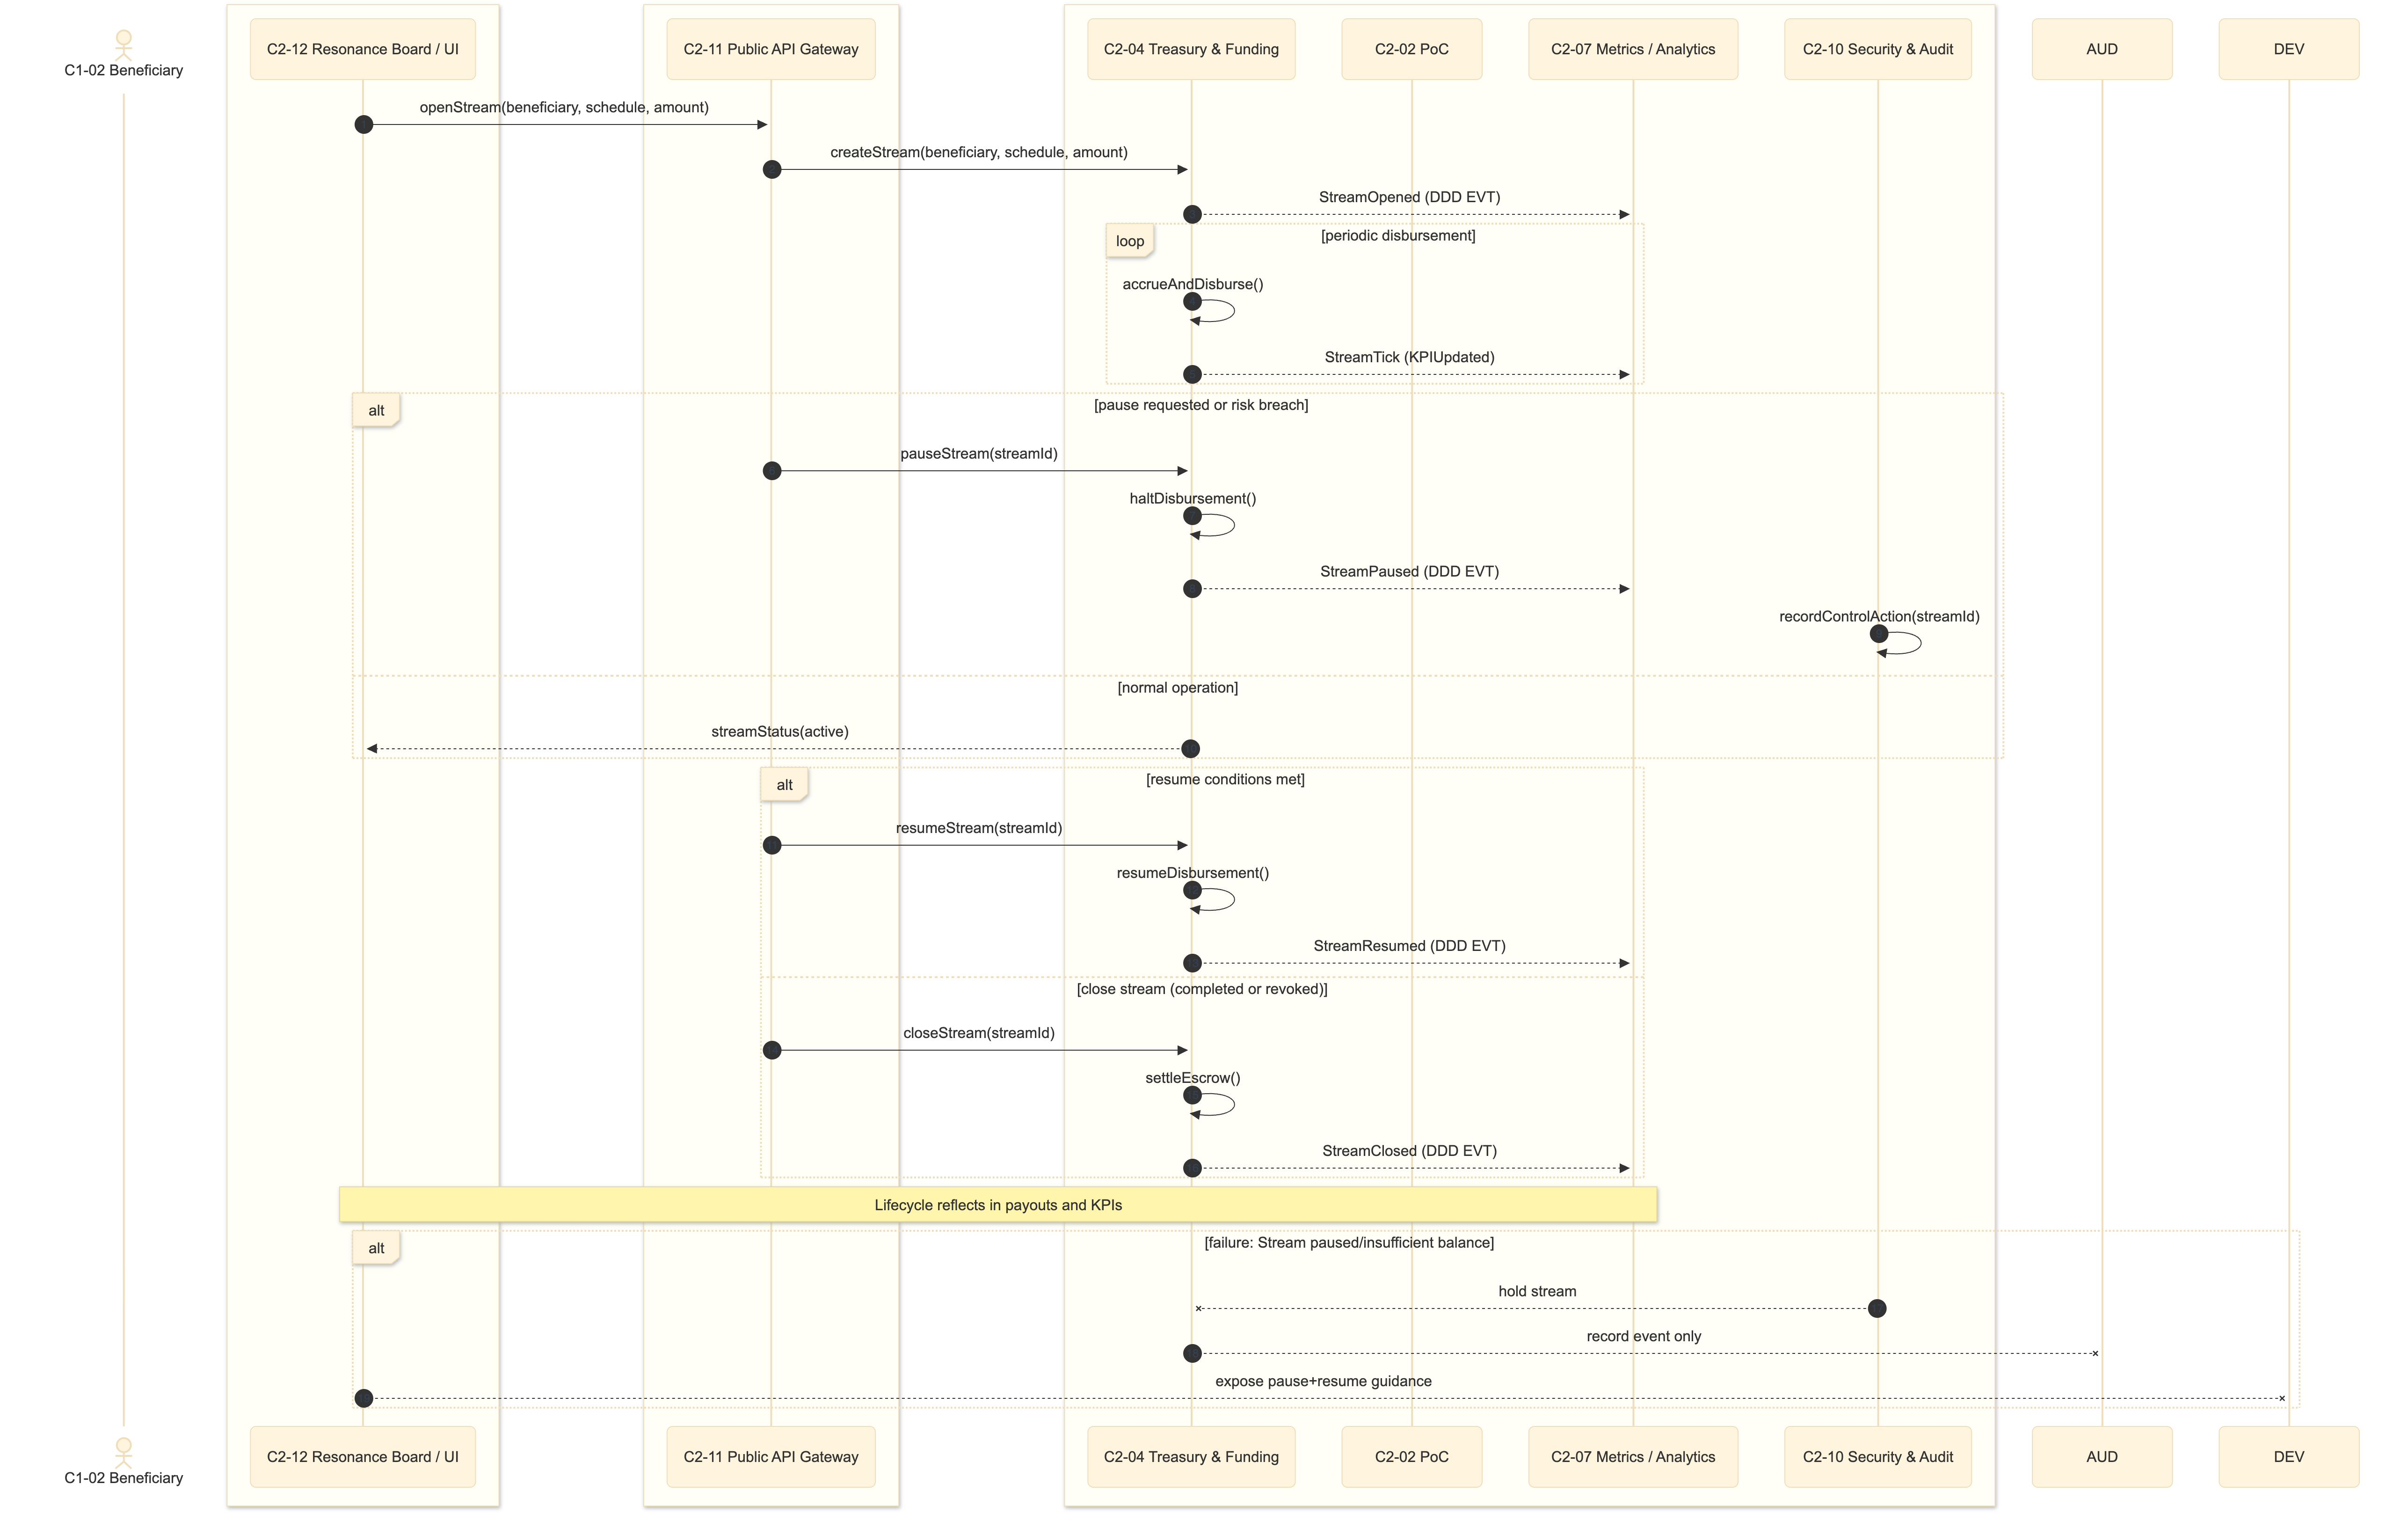 C1-02 Beneficiary
C2-12 Resonance Board / UI
C2-11 Public API Gateway
C2-04 Treasury & Funding
C2-02 PoC
C2-07 Metrics / Analytics
C2-10 Security & Audit
AUD
DEV
openStream(beneficiary, schedule, amount)
createStream(beneficiary, schedule, amount)
StreamOpened (DDD EVT)
loop
[periodic disbursement]
accrueAndDisburse()
StreamTick (KPIUpdated)
alt
[pause requested or risk breach]
pauseStream(streamId)
haltDisbursement()
StreamPaused (DDD EVT)
recordControlAction(streamId)
[normal operation]
streamStatus(active)
alt
[resume conditions met]
resumeStream(streamId)
resumeDisbursement()
StreamResumed (DDD EVT)
[close stream (completed or revoked)]
closeStream(streamId)
settleEscrow()
StreamClosed (DDD EVT)
Lifecycle reflects in payouts and KPIs
alt
[failure: Stream paused/insufficient balance]
hold stream
record event only
expose pause+resume guidance
C1-02 Beneficiary
C2-12 Resonance Board / UI
C2-11 Public API Gateway
C2-04 Treasury & Funding
C2-02 PoC
C2-07 Metrics / Analytics
C2-10 Security & Audit
AUD
DEV